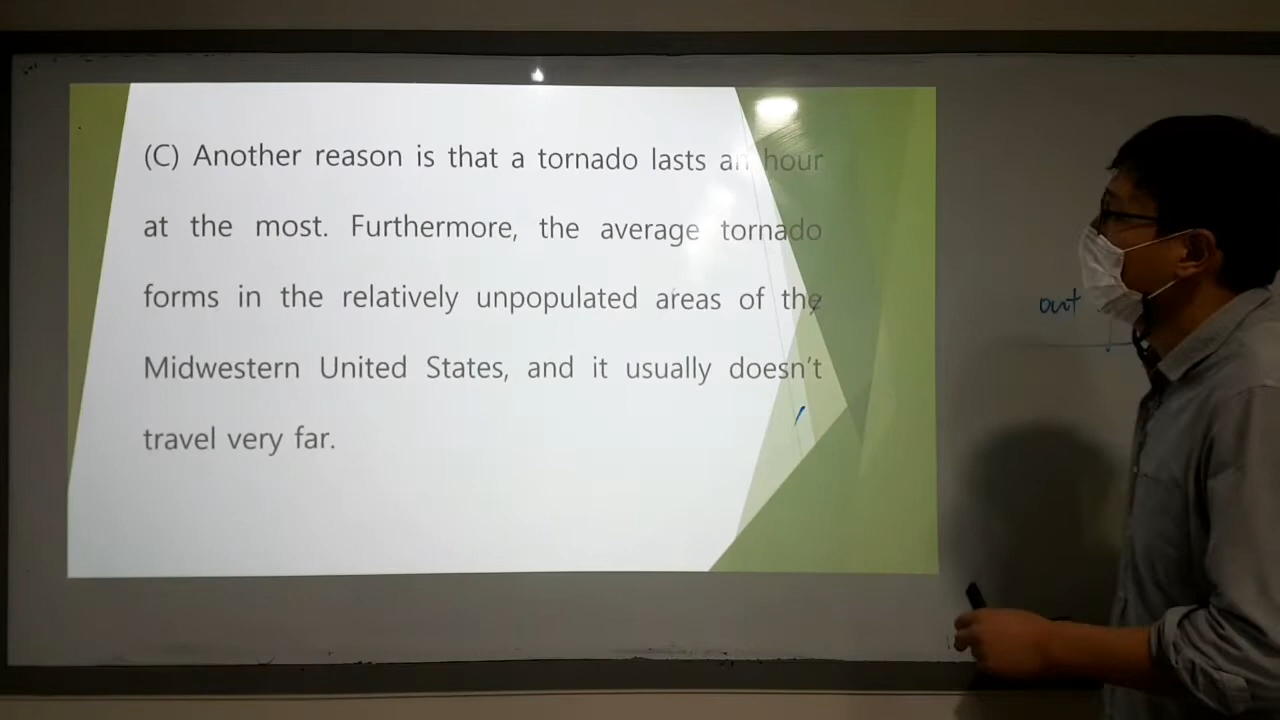 (C) Another reason is that a tornado lasts an hour
at the most. Furthermore, the average tornado
forms in the relatively unpopulated areas of the
Midwestern United States, and it usually doesn't
travel very far.
out